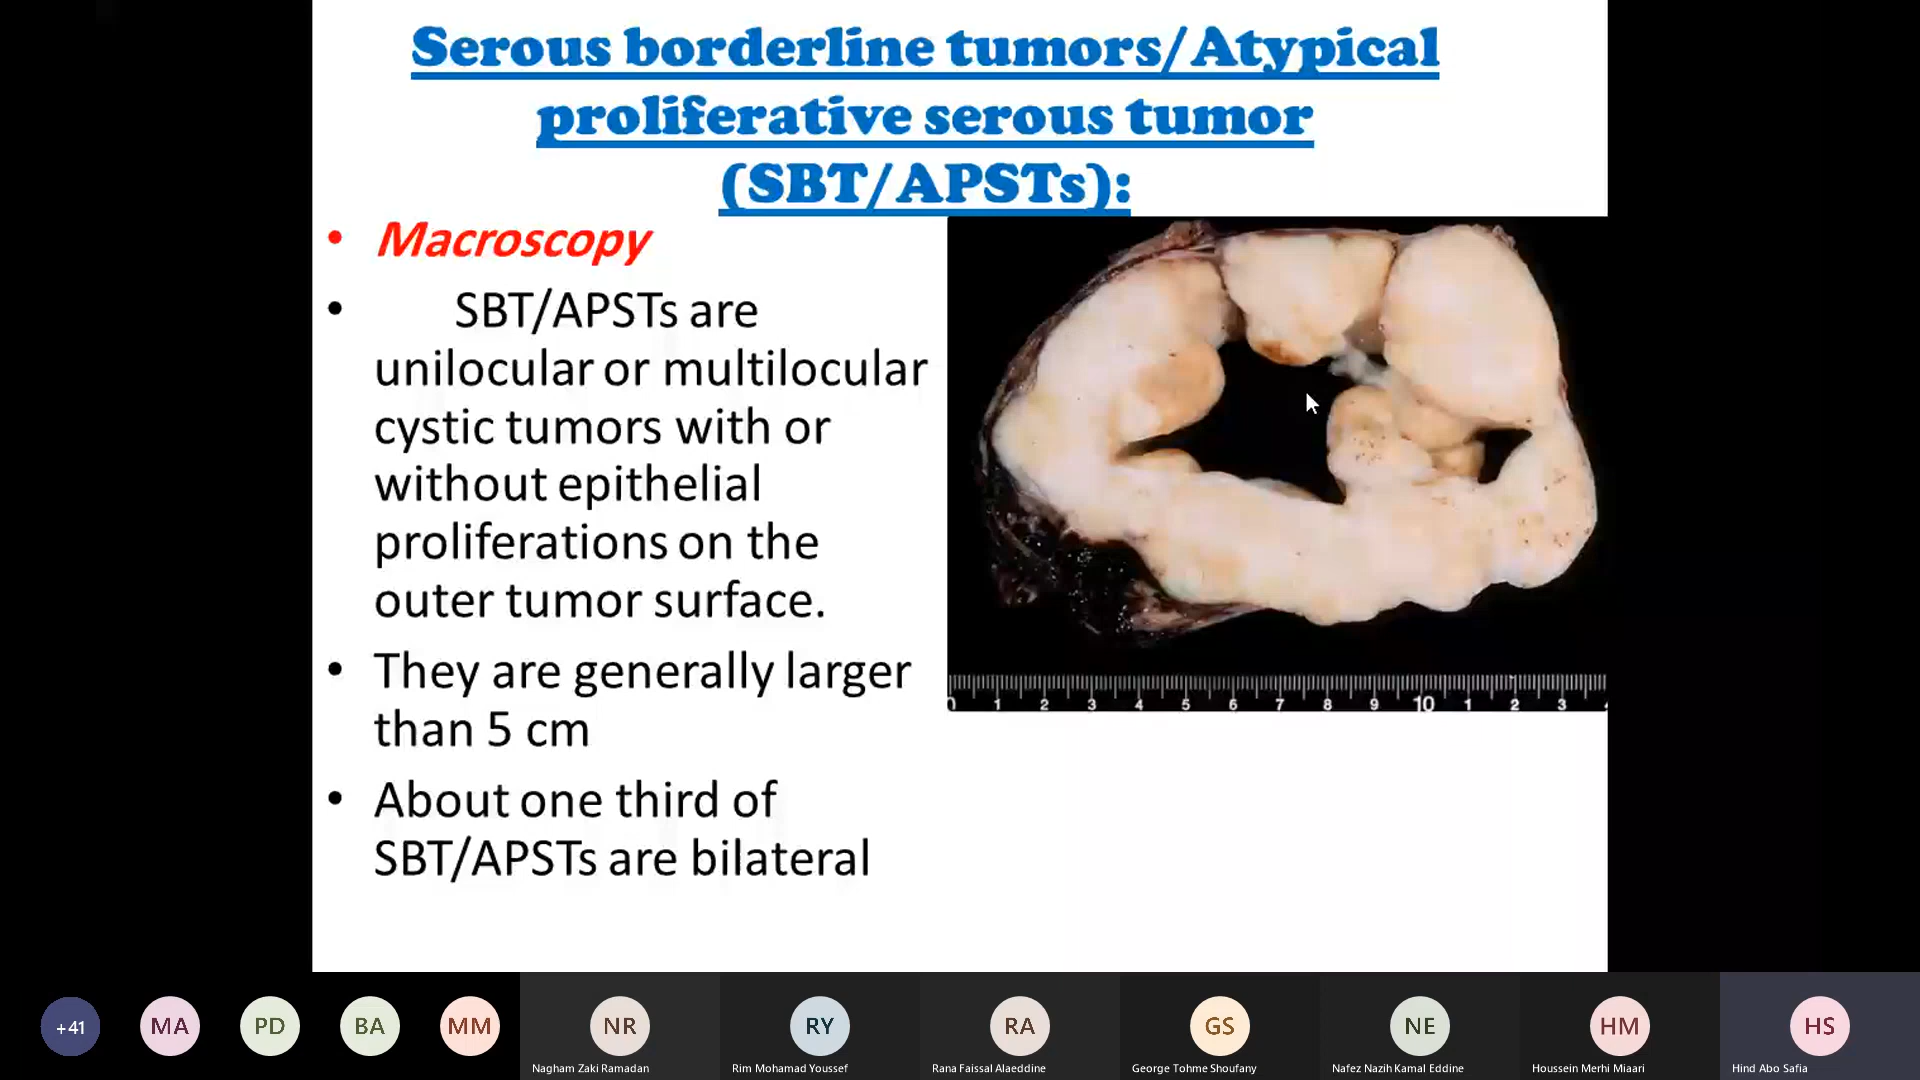 Serous borderline tumors/Atypical
proliferative serous tumor
(SBT/APSTs):
• Macroscopy
• SBT/APSTs are
unilocular or multilocular
cystic tumors with or
without epithelial
proliferations on the
outer tumor surface.
• They are generally larger
than 5 cm
• About one third of
SBT/APSTs are bilateral
0 1 2 3 4 5 6 7 8 9 10 1 2 3
+41 MA PD BA MM NR RY RA GS NE HM HS
Nagham Zaki Ramadan Rim Mohamad Youssef Rana Faissal Alaeddine George Tohme Shoufany Nafez Nazih Kamal Eddine Houssein Merhi Miaari Hind Abo Safia